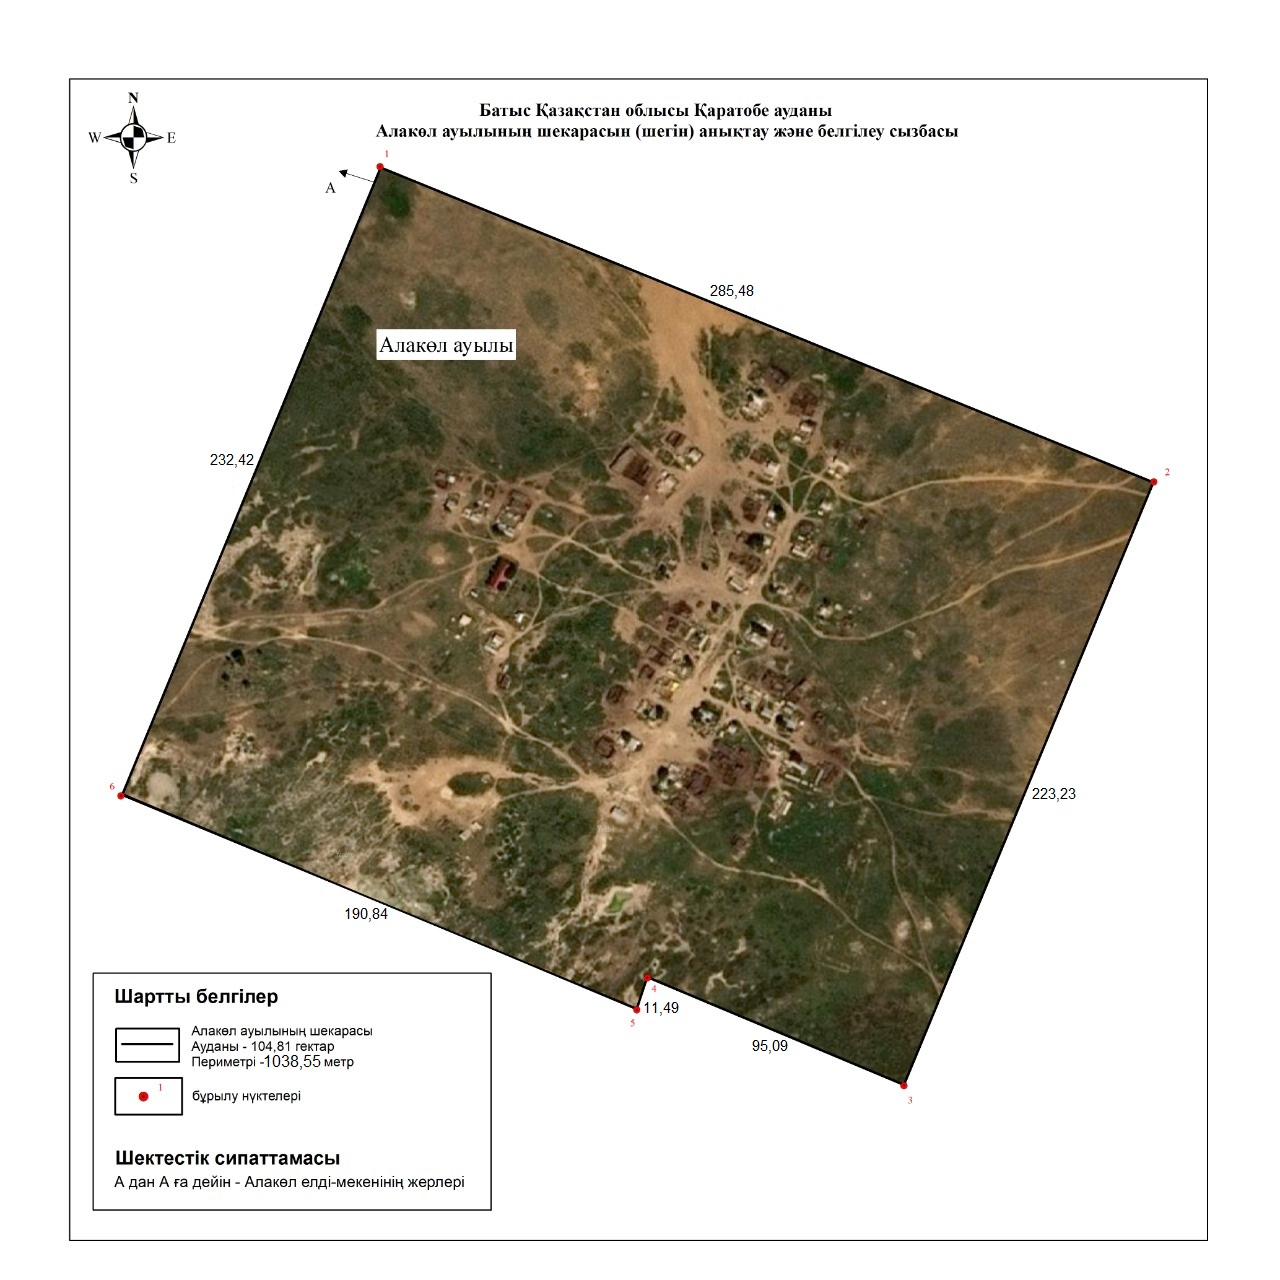 Батыс Қазақстан облысы Қаратобе ауданы
Алакөл ауылының шекарасын (шегін) анықтау және белгілеу сызбасы
N
W
E
S
1
А
285,48
Алакөл ауылы
232,42
2
223,23
6
190,84
4
11,49
5
95,09
3
Шартты белгілер
Алакөл ауылының шекарасы
Ауданы - 104,81 гектар
Периметрі -1038,55 метр
1
бұрылу нүктелері
Шектестік сипаттамасы
А дан А ға дейін - Алакөл елді-мекенінің жерлері